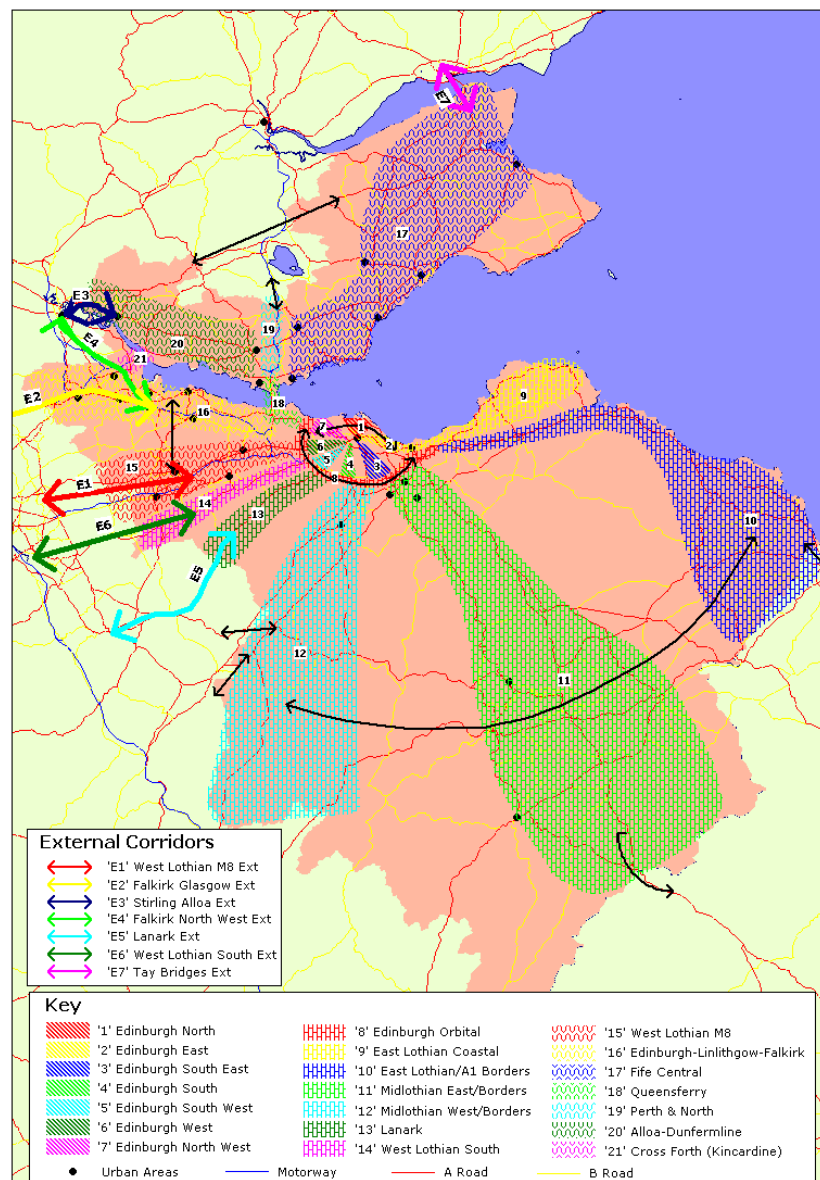 E7
17
E3
19
20
E4
21
E2
9
18
16
7
1
2
6
5
4
3
15
8
E1
14
10
13
E6
E5
12
11
External Corridors
'E1' West Lothian M8 Ext
'E2' Falkirk Glasgow Ext
'E3' Stirling Alloa Ext
'E4' Falkirk North West Ext
'E5' Lanark Ext
'E6' West Lothian South Ext
'E7' Tay Bridges Ext
Key
'1' Edinburgh North
'2' Edinburgh East
'3' Edinburgh South East
'4' Edinburgh South
'5' Edinburgh South West
'6' Edinburgh West
'7' Edinburgh North West
'8' Edinburgh Orbital
'9' East Lothian Coastal
'10' East Lothian/A1 Borders
'11' Midlothian East/Borders
'12' Midlothian West/Borders
'13' Lanark
'14' West Lothian South
'15' West Lothian M8
'16' Edinburgh-Linlithgow-Falkirk
'17' Fife Central
'18' Queensferry
'19' Perth & North
'20' Alloa-Dunfermline
'21' Cross Forth (Kincardine)
Urban Areas
Motorway
A Road
B Road